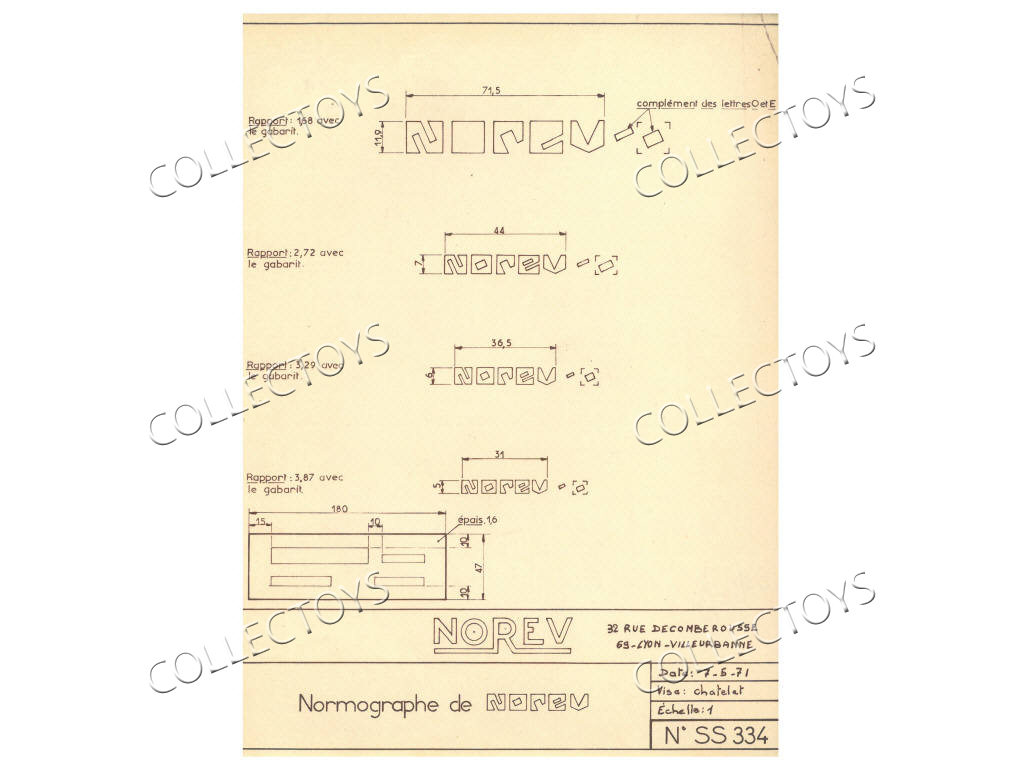 71,5
complément des lettres O et E
Rapport: 1,68 avec
le gabarit.
11,9
NOREV
44
Rapport: 2,72 avec
le gabarit.
7
NOREV
36,5
Rapport: 3,29 avec
le gabarit.
6
NOREV
31
Rapport: 3,87 avec
le gabarit.
5
NOREV
180
15
10
épais. 1,6
10
47
10
NOREV
32 RUE DECOMBEROUSSE
69-LYON-VILLEURBANNE
Date: 7-5-71
Visa: chatelet
Normographe de NOREV
Échelle: 1
N° SS 334
COLLECTOYS
COLLECTOYS
COLLECTOYS
COLLECTOYS
COLLECTOYS
COLLECTOYS